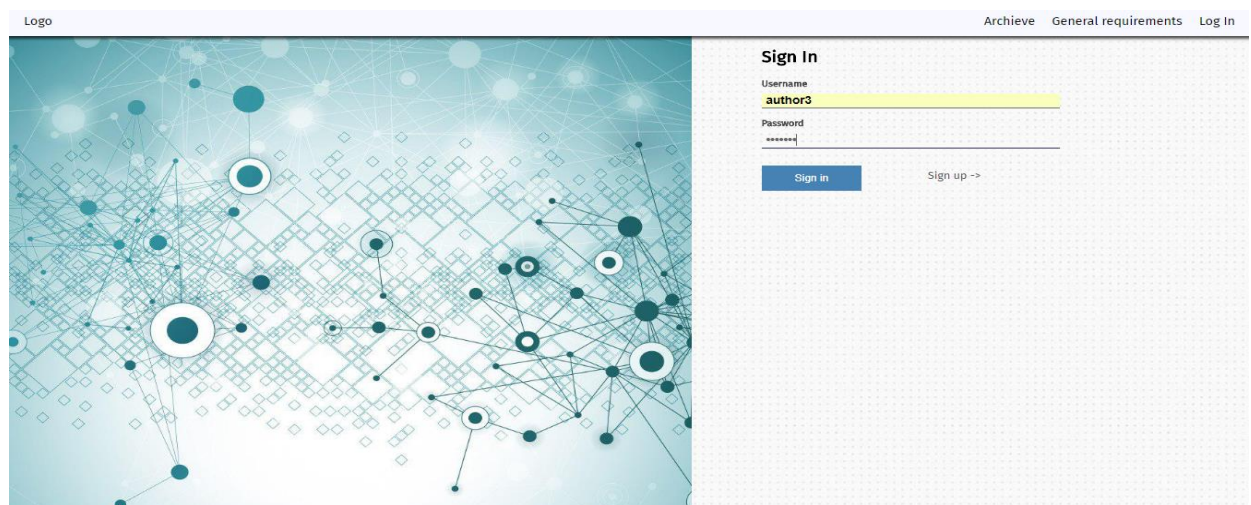 Logo Archieve General requirements Log In
Sign In
Username
author3
Password
•••••••
Sign in Sign up ->